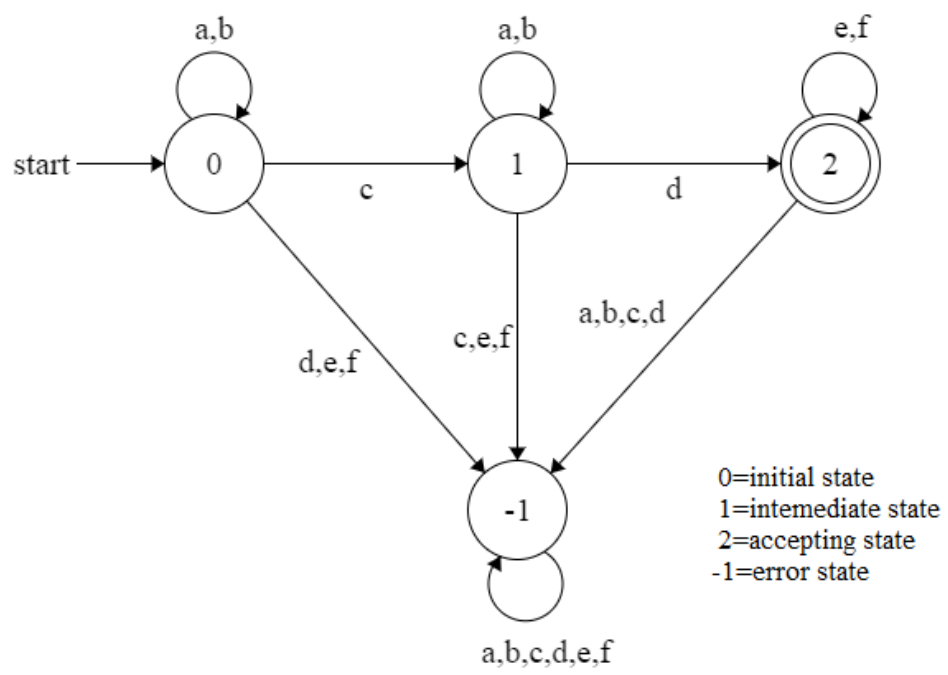 a,b
a,b
e,f
start
0
1
2
c
d
a,b,c,d
c,e,f
d,e,f
-1
0=initial state
1=intemediate state
2=accepting state
-1=error state
a,b,c,d,e,f